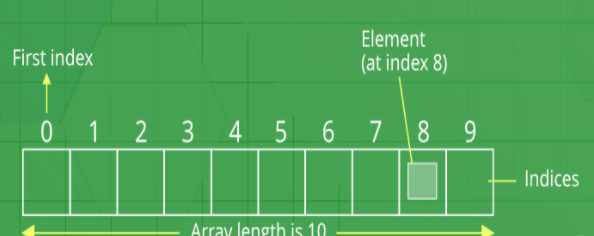 First index
Element
(at index 8)
0 1 2 3 4 5 6 7 8 9
Indices
Array length is 10